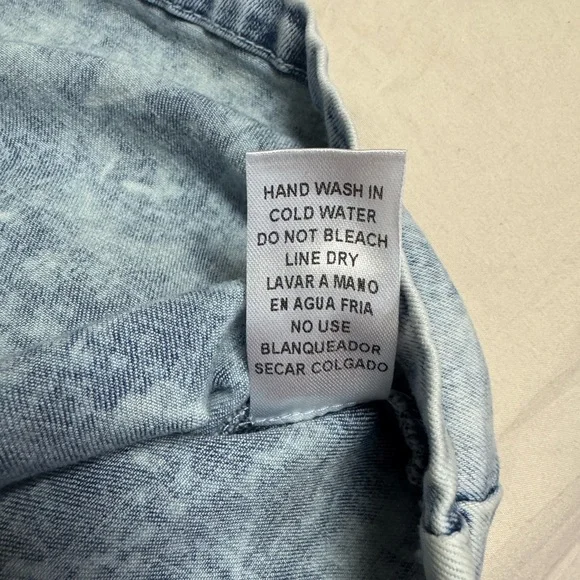 HAND WASH IN
COLD WATER
DO NOT BLEACH
LINE DRY
LAVAR A MANO
EN AGUA FRIA
NO USE
BLANQUEADOR
SECAR COLGADO